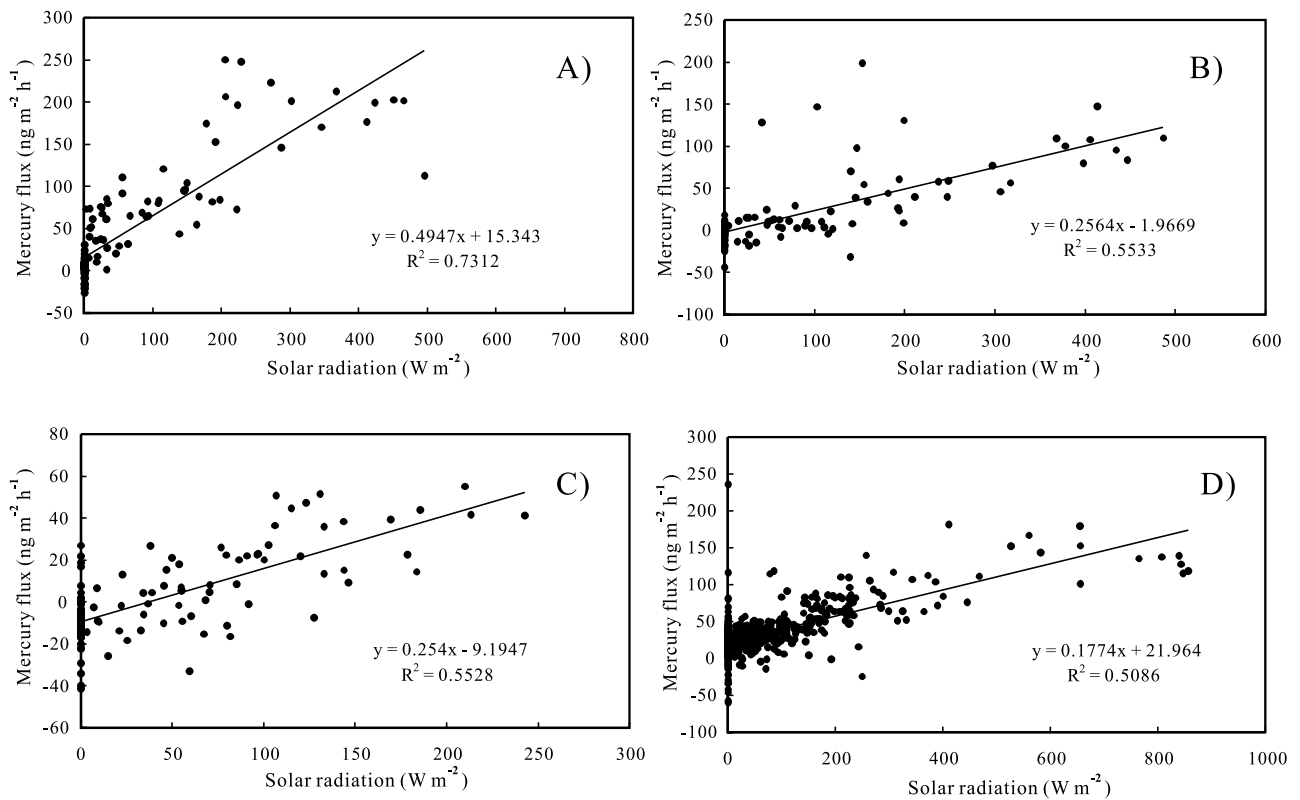 A)
Mercury flux (ng m⁻² h⁻¹)
300
250
200
150
100
50
0
-50
y = 0.4947x + 15.343
R² = 0.7312
0 100 200 300 400 500 600 700 800
Solar radiation (W m⁻²)
B)
Mercury flux (ng m⁻² h⁻¹)
250
200
150
100
50
0
-50
-100
y = 0.2564x - 1.9669
R² = 0.5533
0 100 200 300 400 500 600
Solar radiation (W m⁻²)
C)
Mercury flux (ng m⁻² h⁻¹)
80
60
40
20
0
-20
-40
-60
y = 0.254x - 9.1947
R² = 0.5528
0 50 100 150 200 250 300
Solar radiation (W m⁻²)
D)
Mercury flux (ng m⁻² h⁻¹)
300
250
200
150
100
50
0
-50
-100
y = 0.1774x + 21.964
R² = 0.5086
0 200 400 600 800 1000
Solar radiation (W m⁻²)